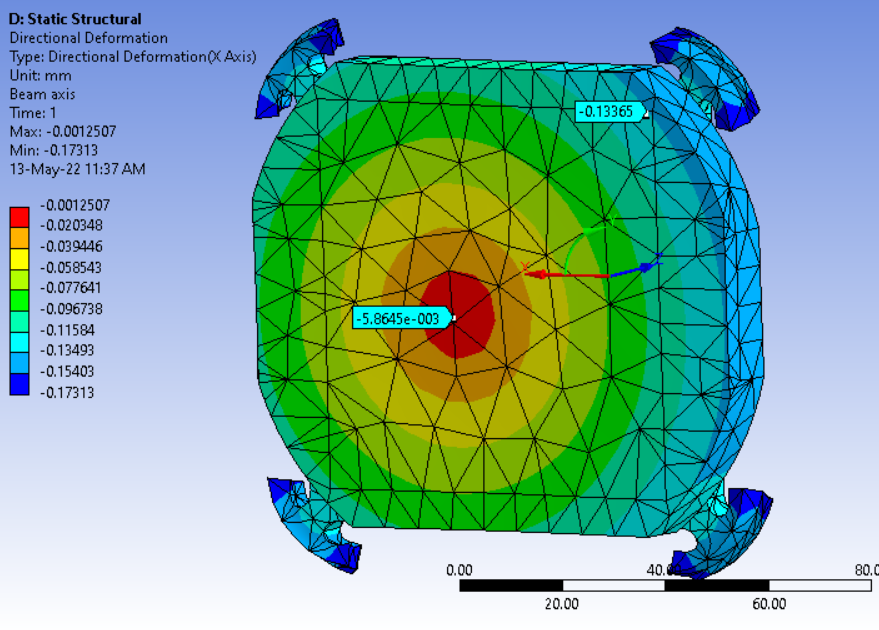 D: Static Structural
Directional Deformation
Type: Directional Deformation(X Axis)
Unit: mm
Beam axis
Time: 1
Max: -0.0012507
Min: -0.17313
13-May-22 11:37 AM
-0.0012507
-0.020348
-0.039446
-0.058543
-0.077641
-0.096738
-0.11584
-0.13493
-0.15403
-0.17313
-0.13365
X
-5.8645e-003
0.00
40.0
80.0
20.00
60.00